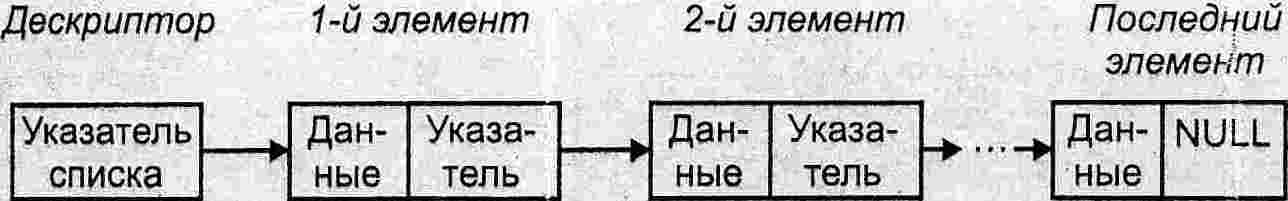 Дескриптор 1-й элемент 2-й элемент Последний
элемент
Указатель Дан- Указа- Дан- Указа- ... Дан- NULL
списка ные тель ные тель ные